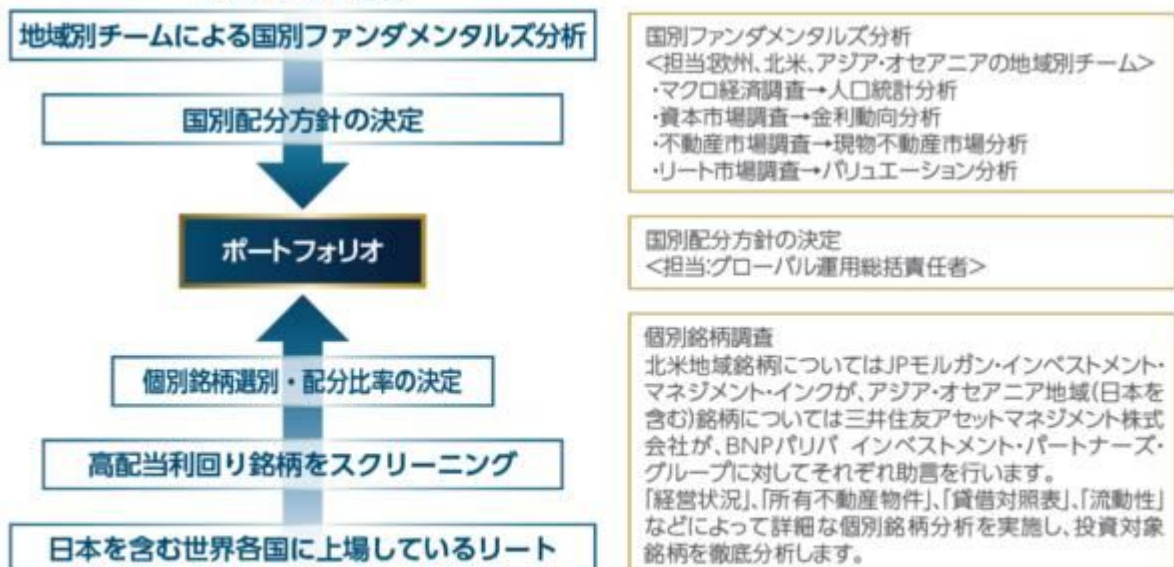 地域別チームによる国別ファンダメンタルズ分析
国別配分方針の決定
ポートフォリオ
個別銘柄選別・配分比率の決定
高配当利回り銘柄をスクリーニング
日本を含む世界各国に上場しているリート
国別ファンダメンタルズ分析
<担当:欧州、北米、アジア・オセアニアの地域別チーム>
・マクロ経済調査→人口統計分析
・資本市場調査→金利動向分析
・不動産市場調査→現物不動産市場分析
・リート市場調査→バリュエーション分析
国別配分方針の決定
<担当:グローバル運用総括責任者>
個別銘柄調査
北米地域銘柄についてはJPモルガン・インベストメント・
マネジメント・インクが、アジア・オセアニア地域(日本を
含む)銘柄については三井住友アセットマネジメント株式
会社が、BNPパリバ インベストメント・パートナーズ・
グループに対してそれぞれ助言を行います。
「経営状況」、「所有不動産物件」、「貸借対照表」、「流動性」
などによって詳細な個別銘柄分析を実施し、投資対象
銘柄を徹底分析します。